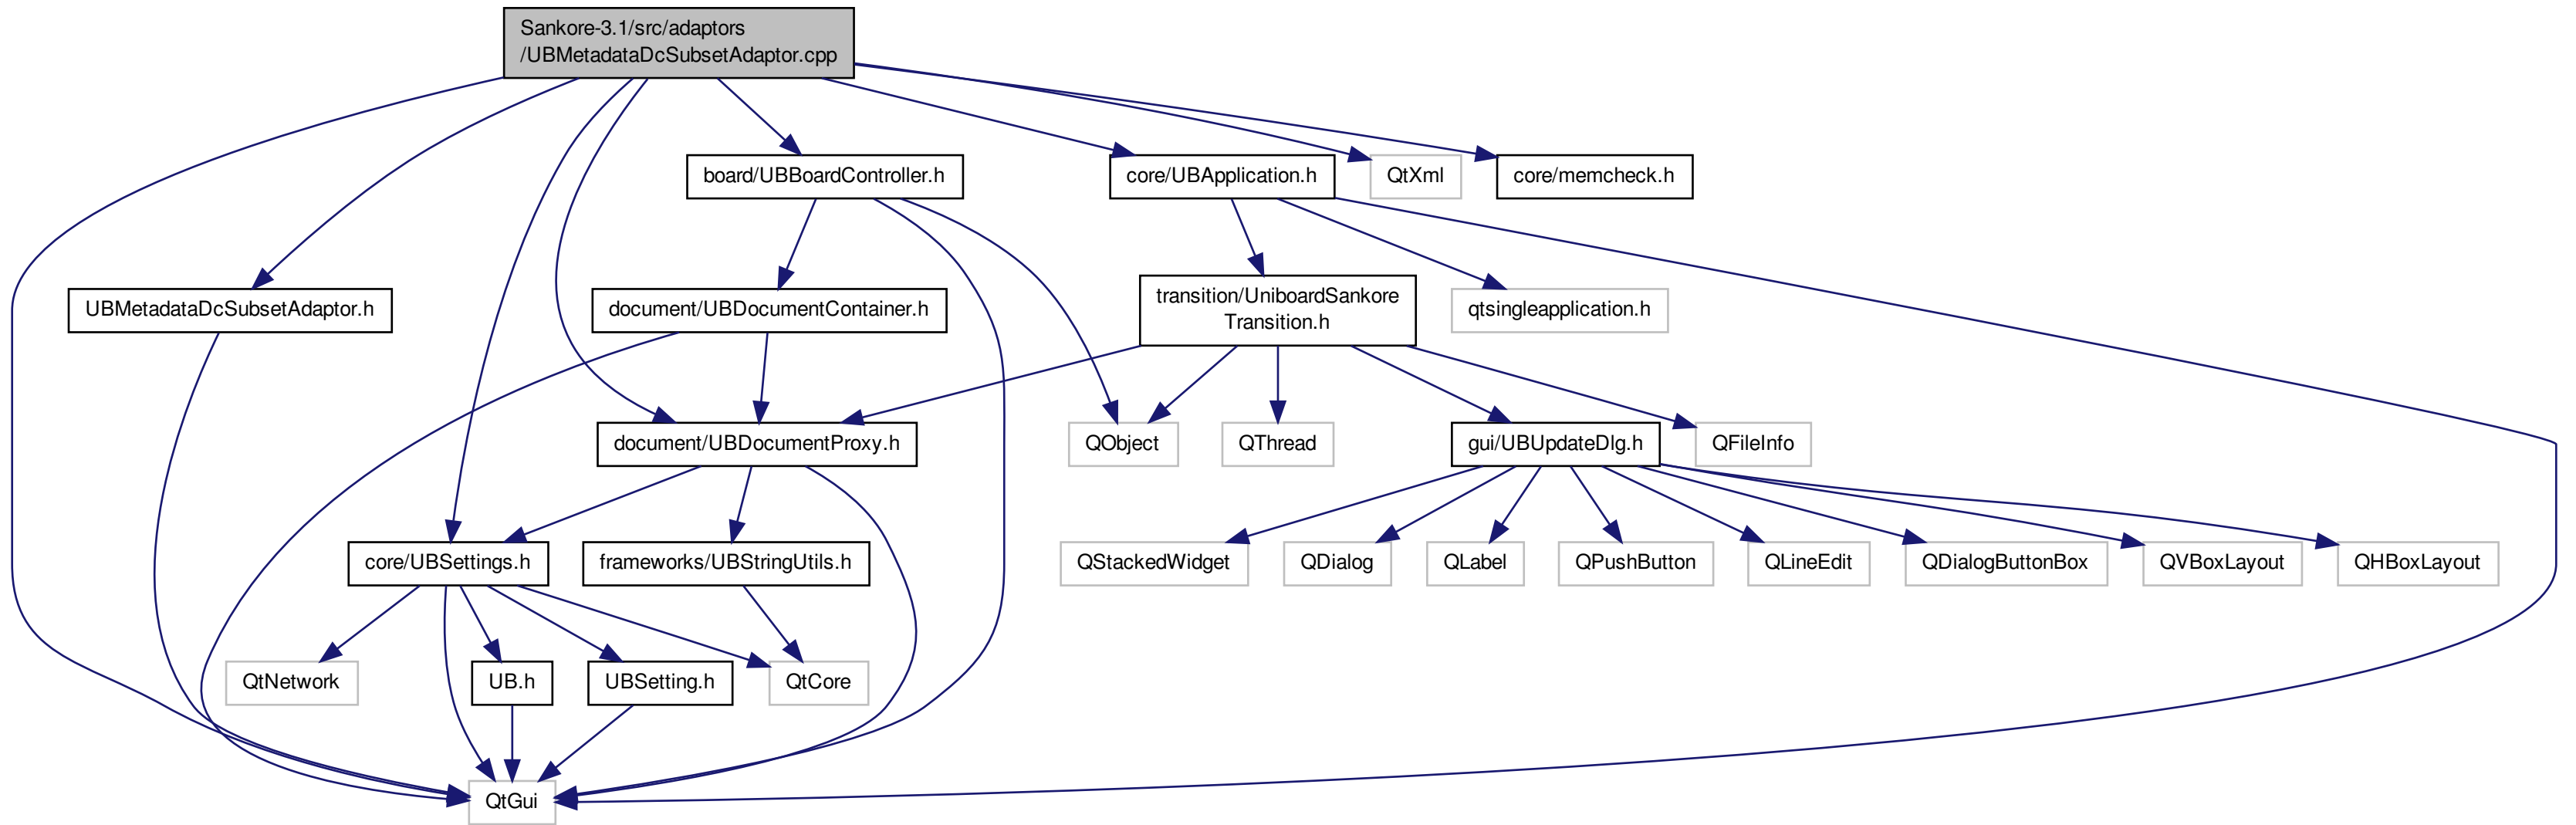 Sankore-3.1/src/adaptors
/UBMetadataDcSubsetAdaptor.cpp
board/UBBoardController.h
core/UBApplication.h
QtXml
core/memcheck.h
UBMetadataDcSubsetAdaptor.h
document/UBDocumentContainer.h
transition/UniboardSankore
Transition.h
qtsingleapplication.h
document/UBDocumentProxy.h
QObject
QThread
gui/UBUpdateDlg.h
QFileInfo
core/UBSettings.h
frameworks/UBStringUtils.h
QStackedWidget
QDialog
QLabel
QPushButton
QLineEdit
QDialogButtonBox
QVBoxLayout
QHBoxLayout
QtNetwork
UB.h
UBSetting.h
QtCore
QtGui